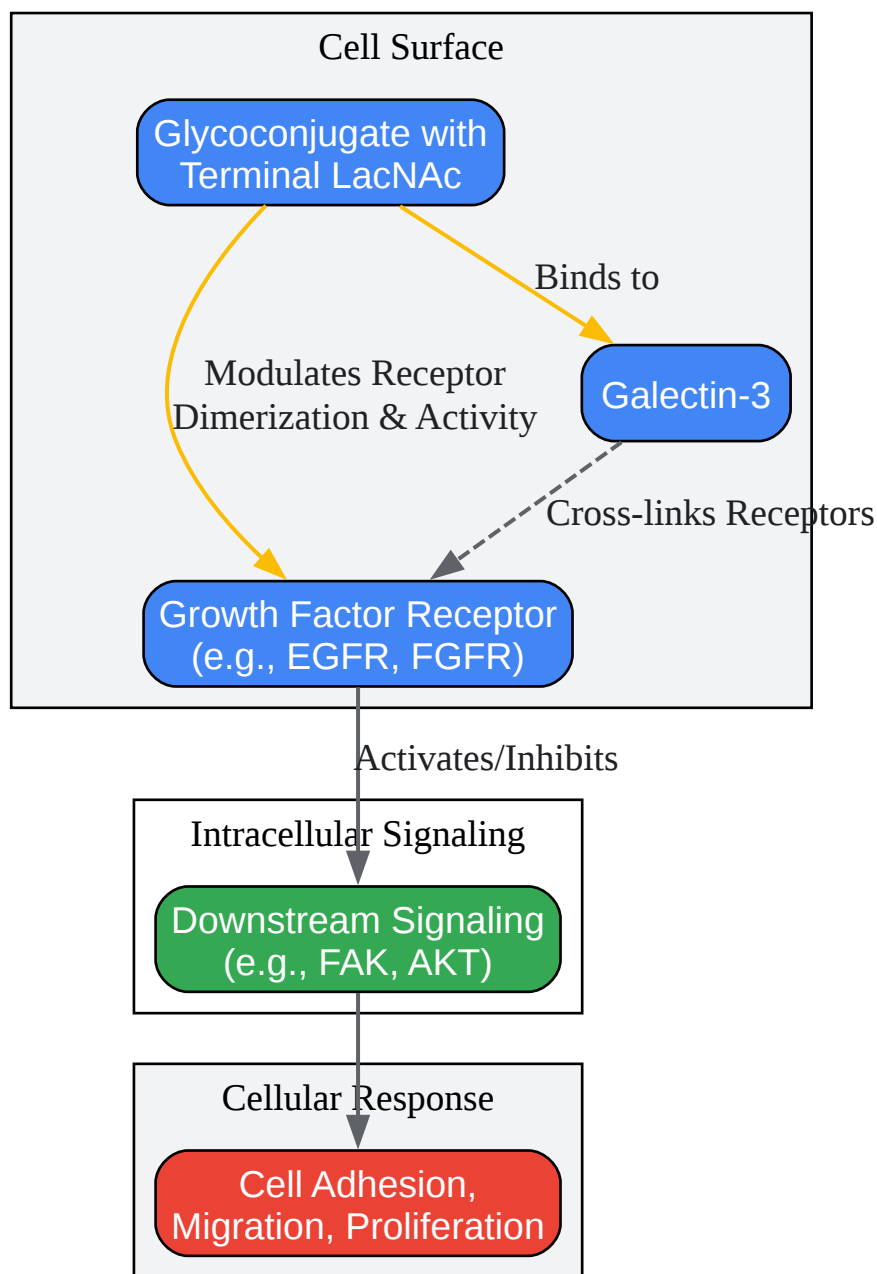 Cell Surface
Glycoconjugate with
Terminal LacNAc
Binds to
Modulates Receptor
Dimerization & Activity
Galectin-3
Cross-links Receptors
Growth Factor Receptor
(e.g., EGFR, FGFR)
Activates/Inhibits
Intracellular Signaling
Downstream Signaling
(e.g., FAK, AKT)
Cellular Response
Cell Adhesion,
Migration, Proliferation